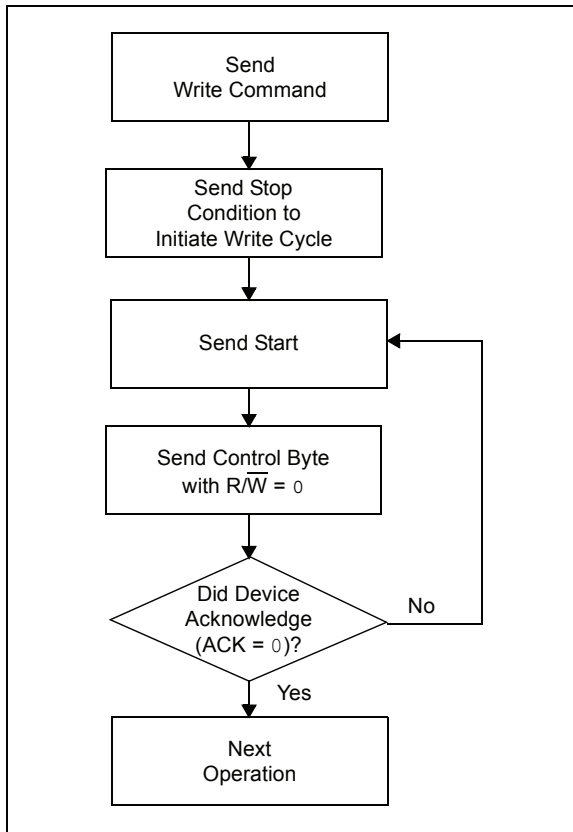 Send
Write Command
Send Stop
Condition to
Initiate Write Cycle
Send Start
Send Control Byte
with R/W̅ = 0
Did Device
Acknowledge
(ACK = 0)?
No
Yes
Next
Operation